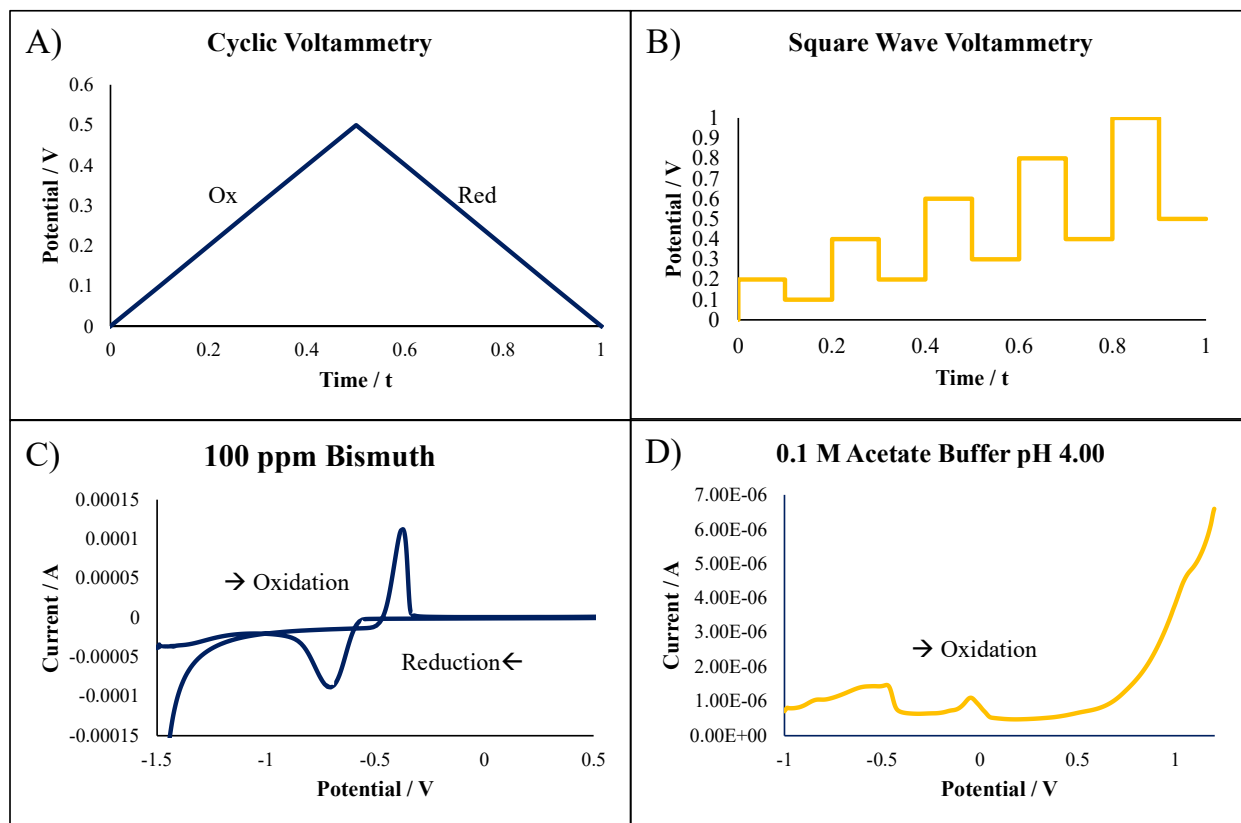 A)
Cyclic Voltammetry
0.6
0.5
0.4
0.3
0.2
0.1
0
Potential / V
Ox
Red
0 0.2 0.4 0.6 0.8 1
Time / t
B)
Square Wave Voltammetry
1
0.9
0.8
0.7
0.6
0.5
0.4
0.3
0.2
0.1
0
Potential / V
0 0.2 0.4 0.6 0.8 1
Time / t
C)
100 ppm Bismuth
0.00015
0.0001
0.00005
0
-0.00005
-0.0001
-0.00015
Current / A
→ Oxidation
Reduction←
-1.5 -1 -0.5 0 0.5
Potential / V
D)
0.1 M Acetate Buffer pH 4.00
7.00E-06
6.00E-06
5.00E-06
4.00E-06
3.00E-06
2.00E-06
1.00E-06
0.00E+00
Current / A
→ Oxidation
-1 -0.5 0 0.5 1
Potential / V